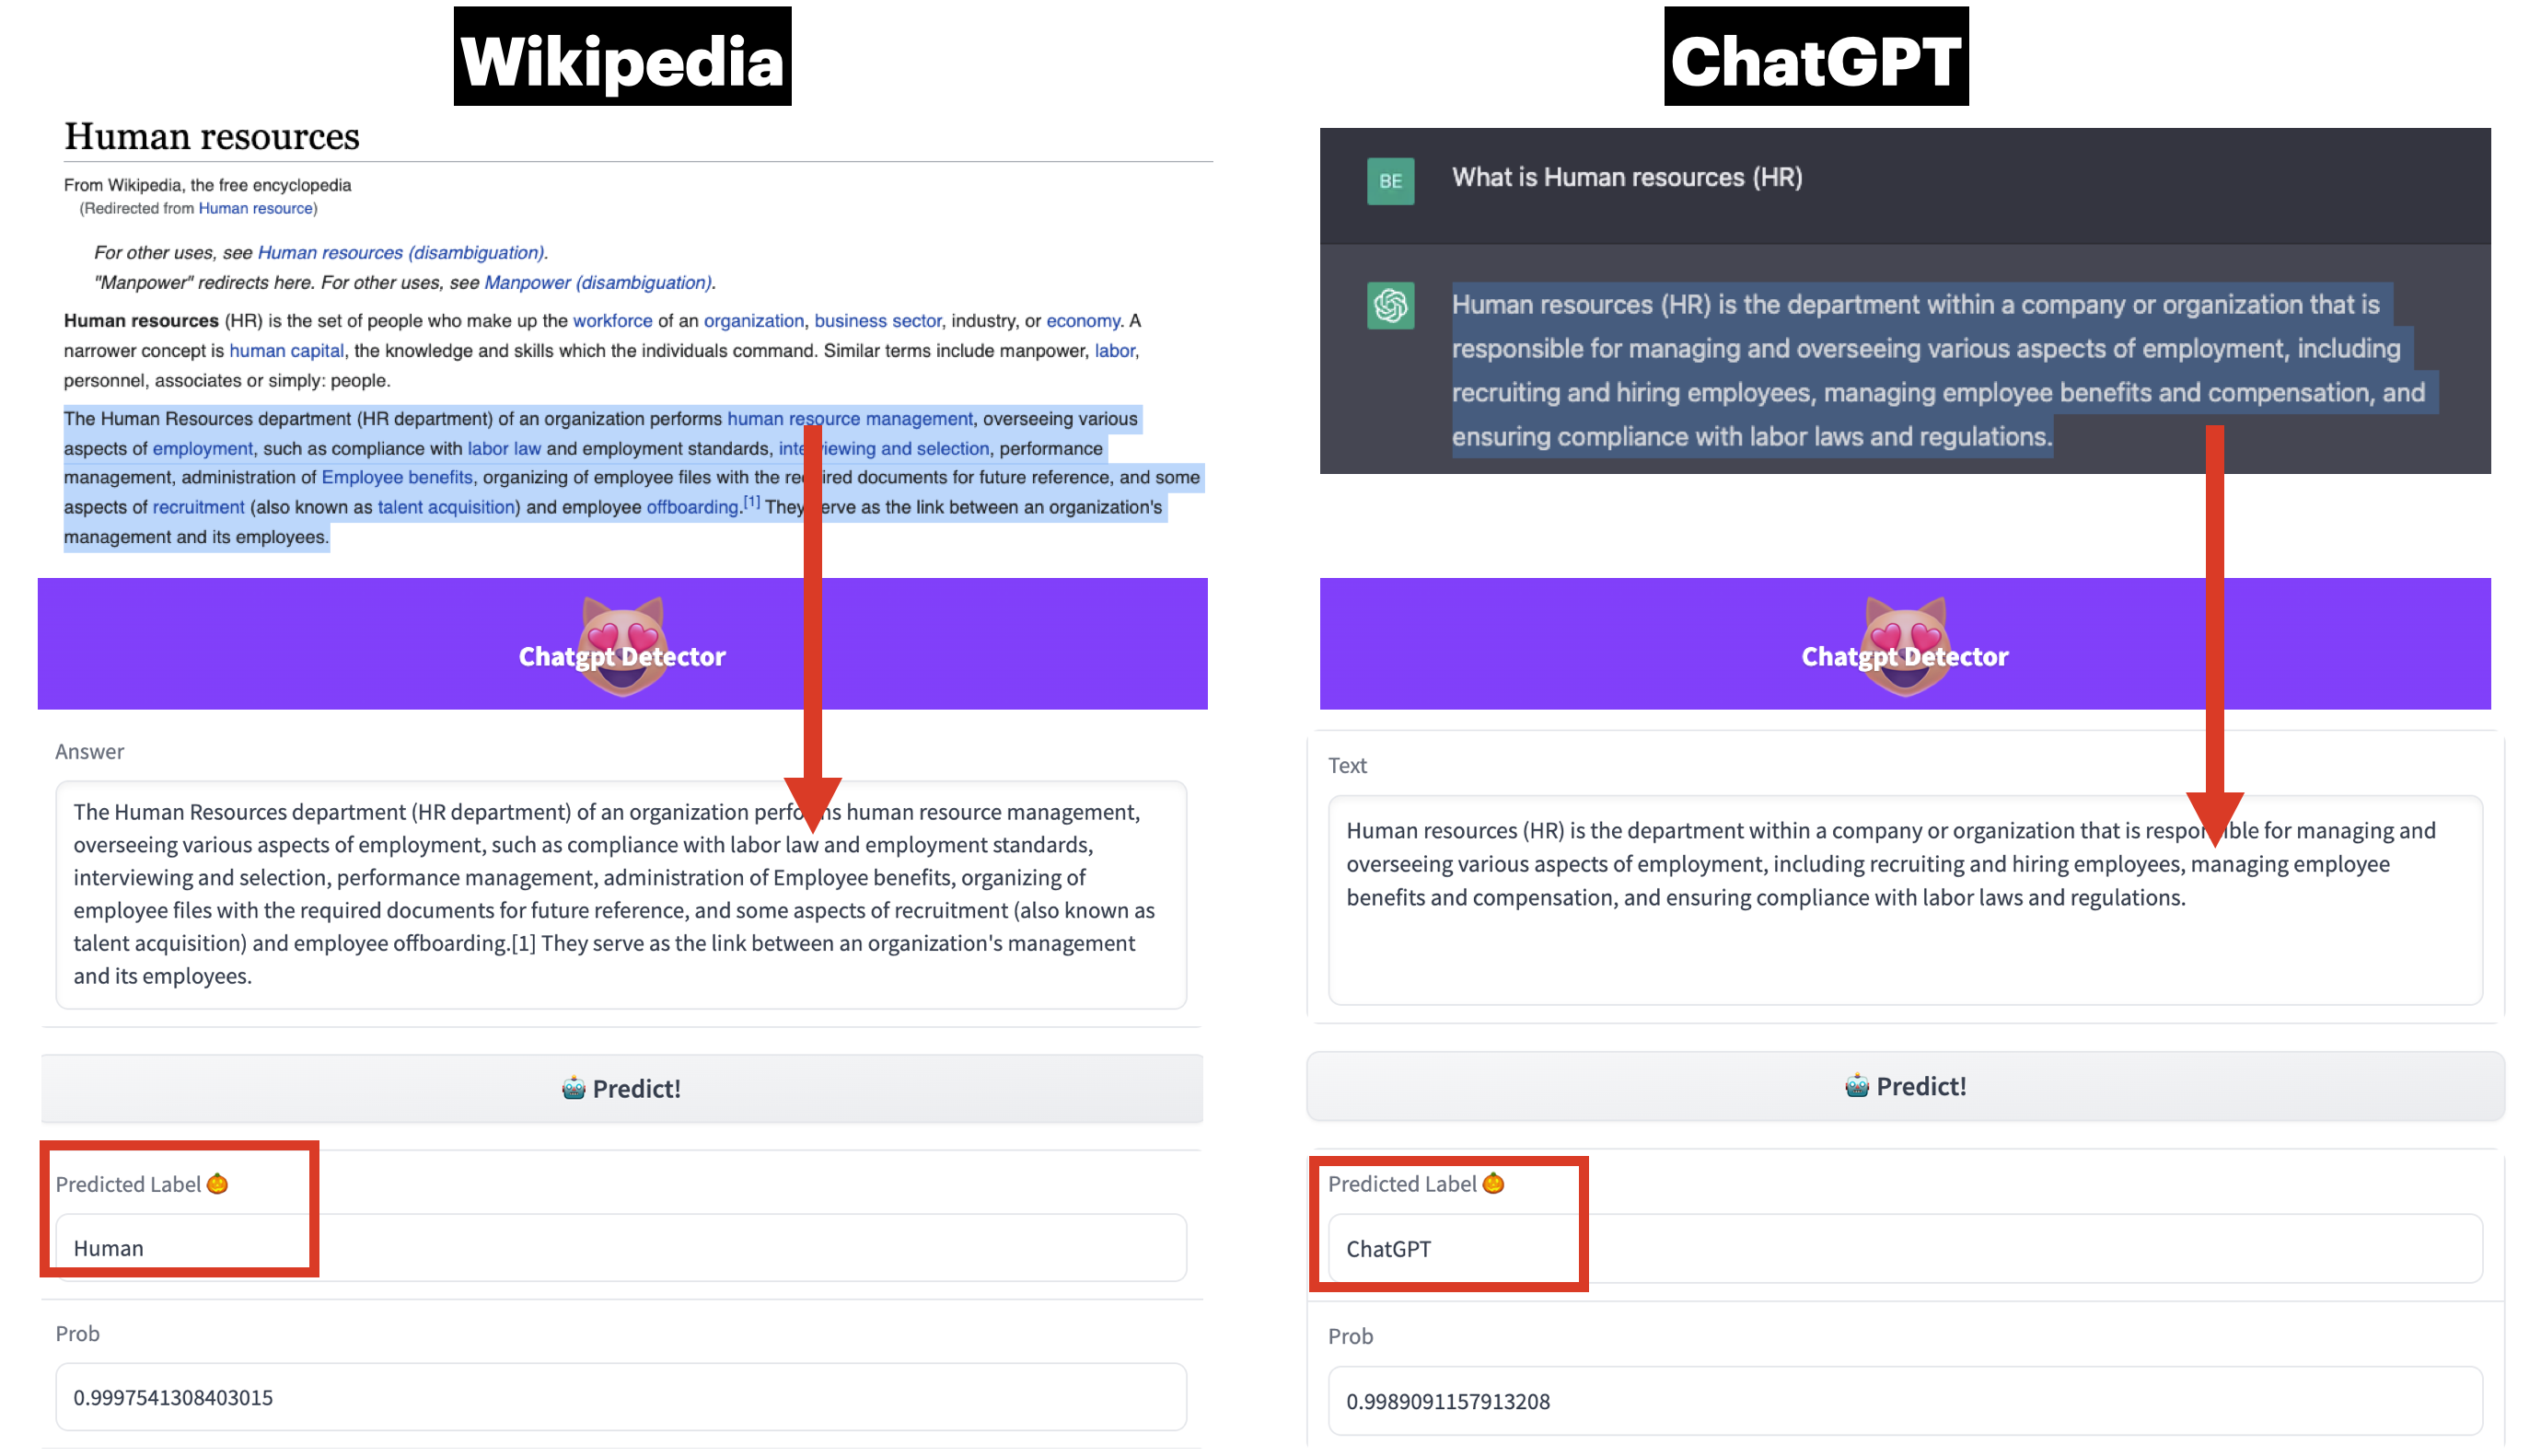 Wikipedia
Human resources
From Wikipedia, the free encyclopedia
(Redirected from Human resource)
For other uses, see Human resources (disambiguation).
"Manpower" redirects here. For other uses, see Manpower (disambiguation).
Human resources (HR) is the set of people who make up the workforce of an organization, business sector, industry, or economy. A
narrower concept is human capital, the knowledge and skills which the individuals command. Similar terms include manpower, labor,
personnel, associates or simply: people.
The Human Resources department (HR department) of an organization performs human resource management, overseeing various
aspects of employment, such as compliance with labor law and employment standards, interviewing and selection, performance
management, administration of Employee benefits, organizing of employee files with the required documents for future reference, and some
aspects of recruitment (also known as talent acquisition) and employee offboarding.[1] They serve as the link between an organization's
management and its employees.
Chatgpt Detector
Answer
The Human Resources department (HR department) of an organization performs human resource management,
overseeing various aspects of employment, such as compliance with labor law and employment standards,
interviewing and selection, performance management, administration of Employee benefits, organizing of
employee files with the required documents for future reference, and some aspects of recruitment (also known as
talent acquisition) and employee offboarding.[1] They serve as the link between an organization's management
and its employees.
🤖 Predict!
Predicted Label 🎃
Human
Prob
0.9997541308403015
ChatGPT
BE
What is Human resources (HR)
Human resources (HR) is the department within a company or organization that is
responsible for managing and overseeing various aspects of employment, including
recruiting and hiring employees, managing employee benefits and compensation, and
ensuring compliance with labor laws and regulations.
Chatgpt Detector
Text
Human resources (HR) is the department within a company or organization that is responsible for managing and
overseeing various aspects of employment, including recruiting and hiring employees, managing employee
benefits and compensation, and ensuring compliance with labor laws and regulations.
🤖 Predict!
Predicted Label 🎃
ChatGPT
Prob
0.9989091157913208